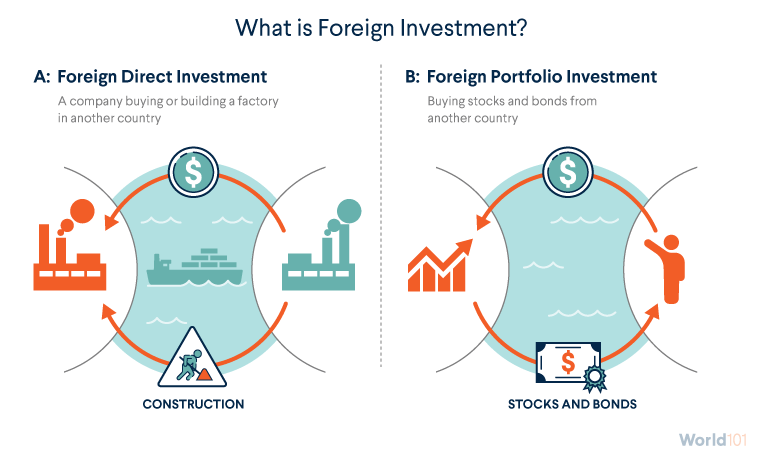 What is Foreign Investment?
A: Foreign Direct Investment
A company buying or building a factory
in another country
$
CONSTRUCTION
B: Foreign Portfolio Investment
Buying stocks and bonds from
another country
$
$
STOCKS AND BONDS
World101